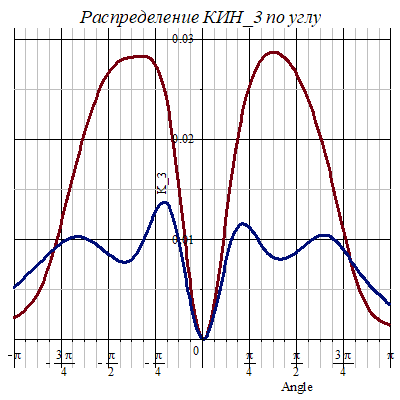 Распределение КИН_3 по углу
0.03
0.02
K_3
0.01
0
-π -3π/4 -π/2 -π/4 π/4 π/2 3π/4 π
Angle